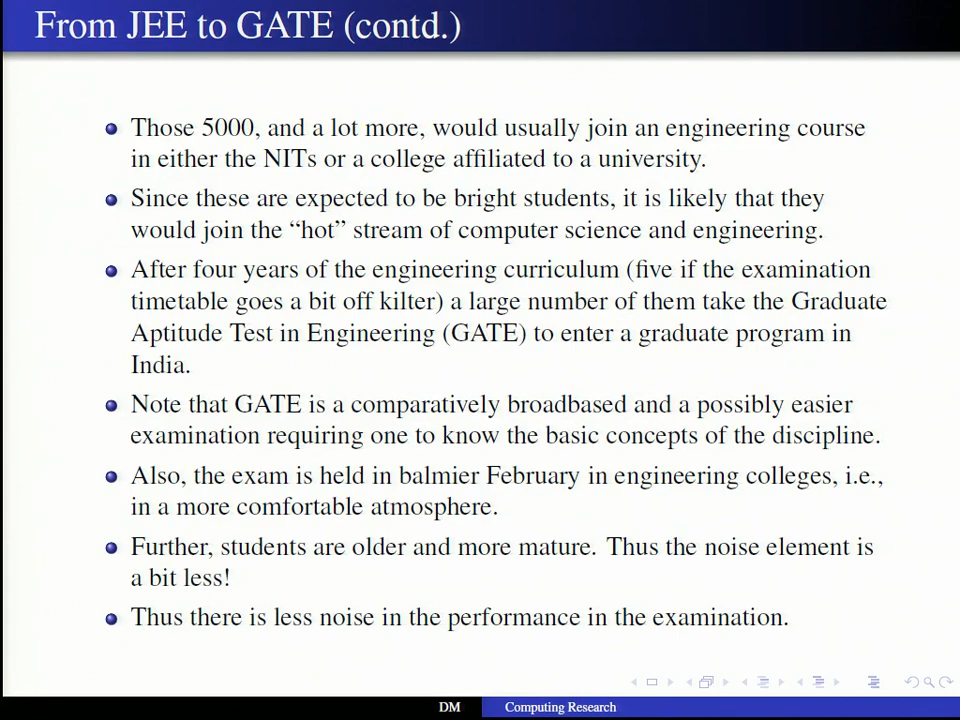 From JEE to GATE (contd.)
Those 5000, and a lot more, would usually join an engineering course
in either the NITs or a college affiliated to a university.
Since these are expected to be bright students, it is likely that they
would join the “hot” stream of computer science and engineering.
After four years of the engineering curriculum (five if the examination
timetable goes a bit off kilter) a large number of them take the Graduate
Aptitude Test in Engineering (GATE) to enter a graduate program in
India.
Note that GATE is a comparatively broadbased and a possibly easier
examination requiring one to know the basic concepts of the discipline.
Also, the exam is held in balmier February in engineering colleges, i.e.,
in a more comfortable atmosphere.
Further, students are older and more mature. Thus the noise element is
a bit less!
Thus there is less noise in the performance in the examination.
DM
Computing Research